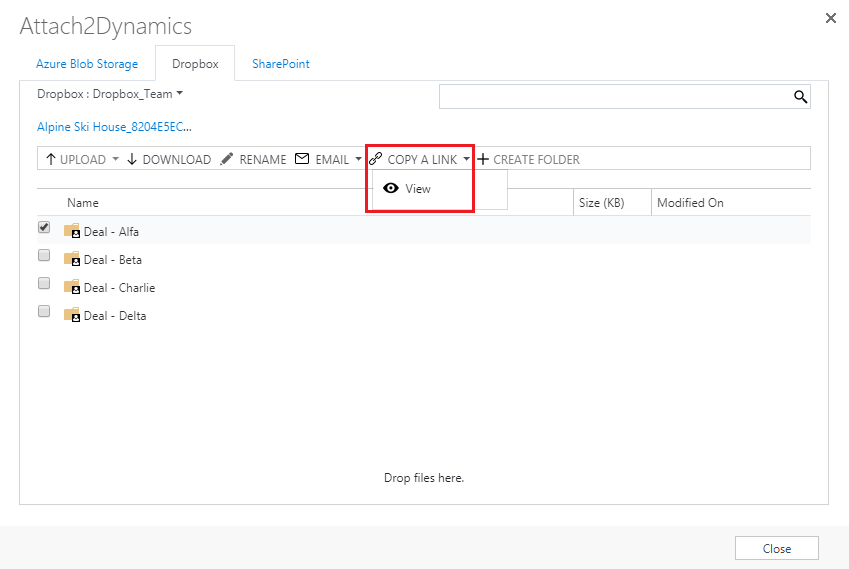 Attach2Dynamics
Azure Blob Storage Dropbox SharePoint
Dropbox : Dropbox_Team
Alpine Ski House_8204E5EC...
UPLOAD DOWNLOAD RENAME EMAIL COPY A LINK CREATE FOLDER
View
Name Size (KB) Modified On
Deal - Alfa
Deal - Beta
Deal - Charlie
Deal - Delta
Drop files here.
Close